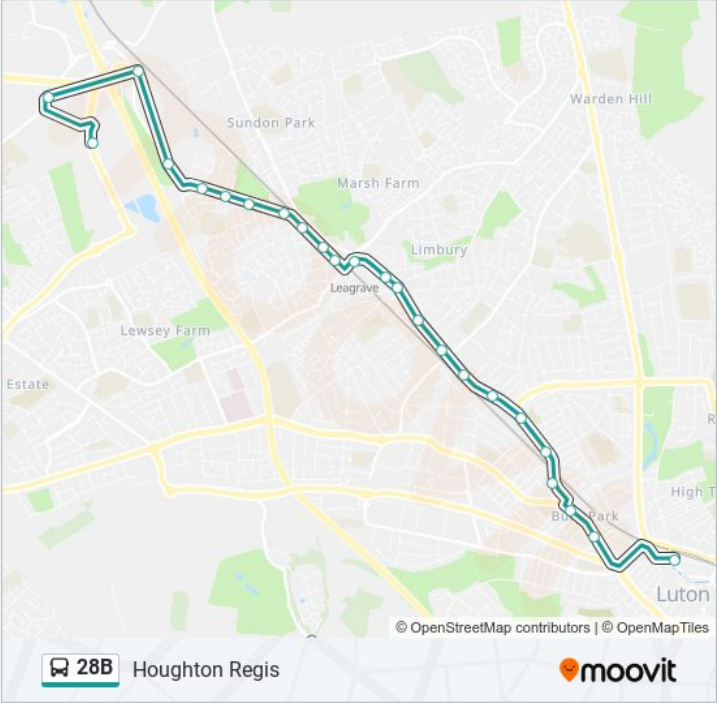 Warden Hill
Sundon Park
Marsh Farm
Limbury
Leagrave
Lewsey Farm
Estate
R
High T
Park
Luton
© OpenStreetMap contributors | © OpenMapTiles
28B Houghton Regis
moovit